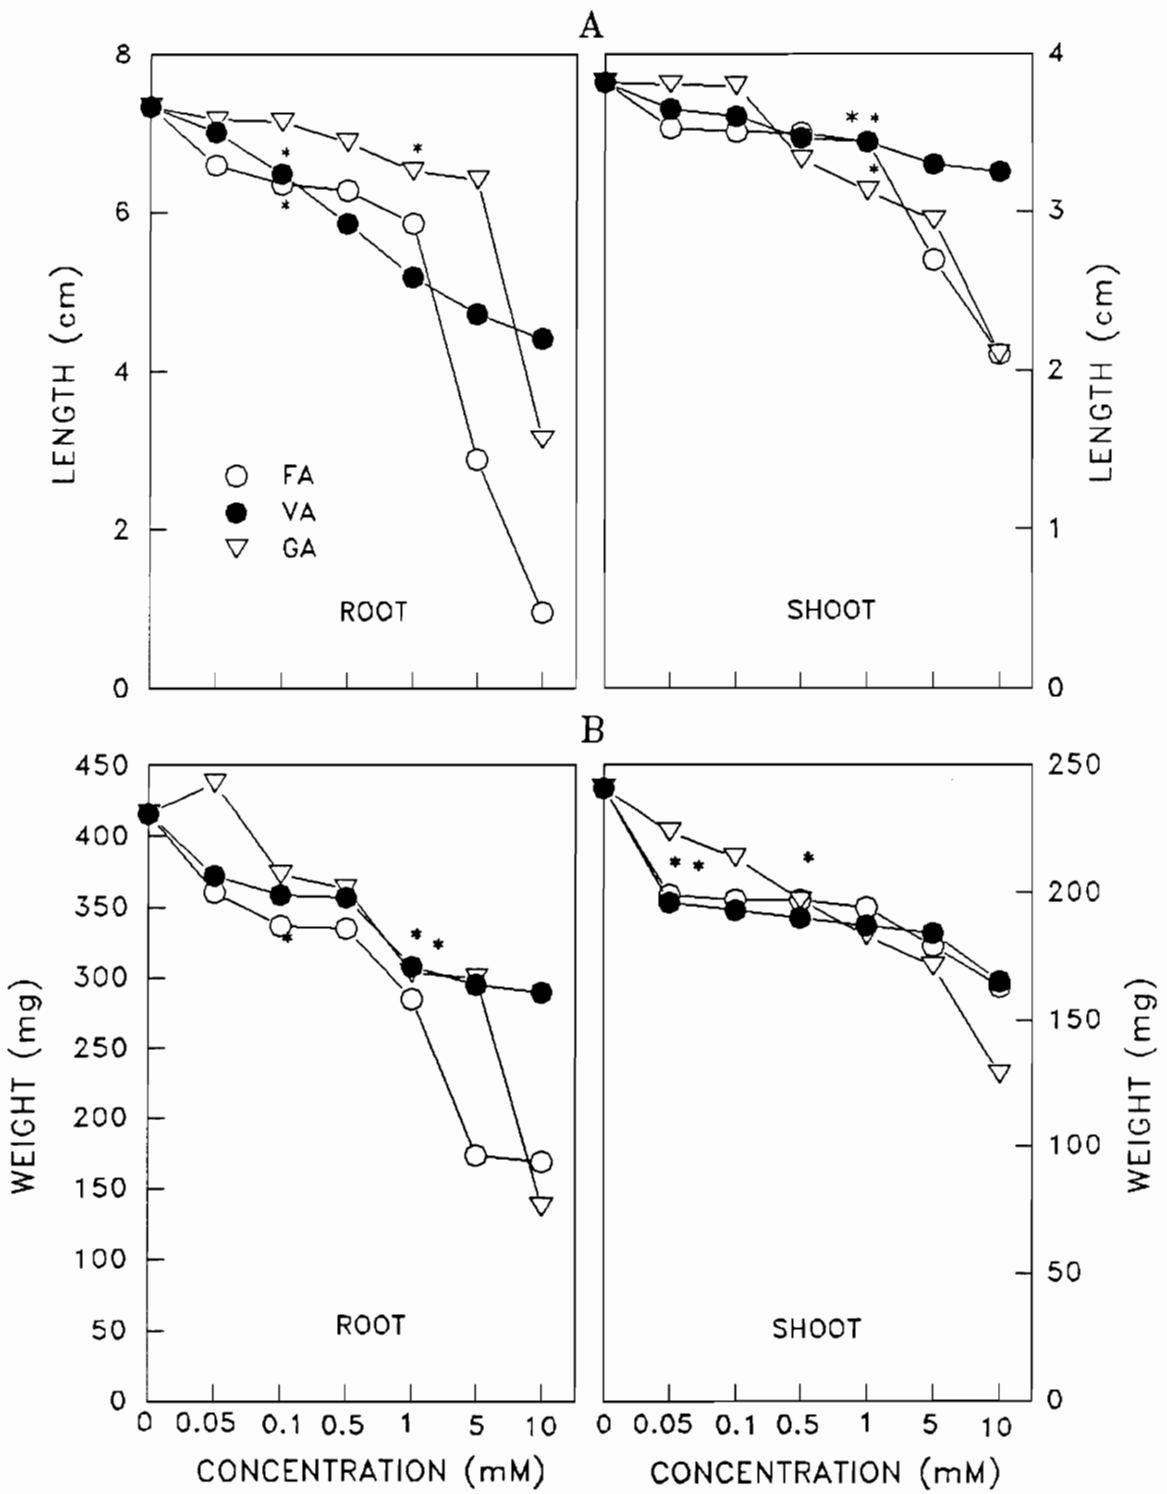 A
8
6
4
2
0
LENGTH (cm)
FA
VA
GA
ROOT
*
*
*
4
3
2
1
0
LENGTH (cm)
SHOOT
* *
*
B
450
400
350
300
250
200
150
100
50
0
WEIGHT (mg)
ROOT
*
* *
250
200
150
100
50
0
WEIGHT (mg)
SHOOT
* *
*
0 0.05 0.1 0.5 1 5 10
CONCENTRATION (mM)
0 0.05 0.1 0.5 1 5 10
CONCENTRATION (mM)